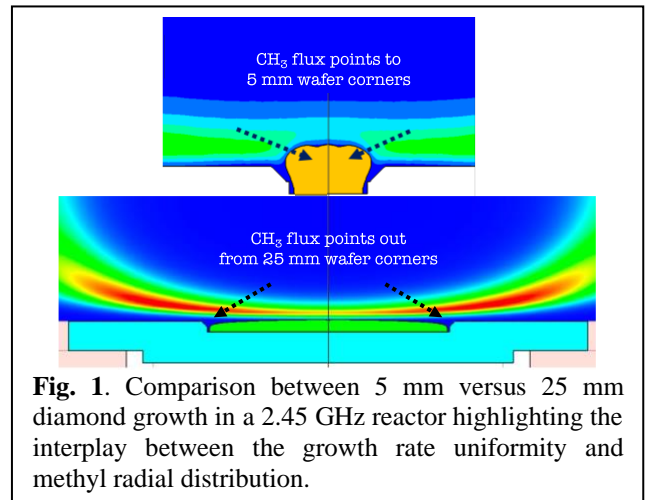 CH₃ flux points to
5 mm wafer corners
CH₃ flux points out
from 25 mm wafer corners
Fig. 1. Comparison between 5 mm versus 25 mm
diamond growth in a 2.45 GHz reactor highlighting the
interplay between the growth rate uniformity and
methyl radial distribution.